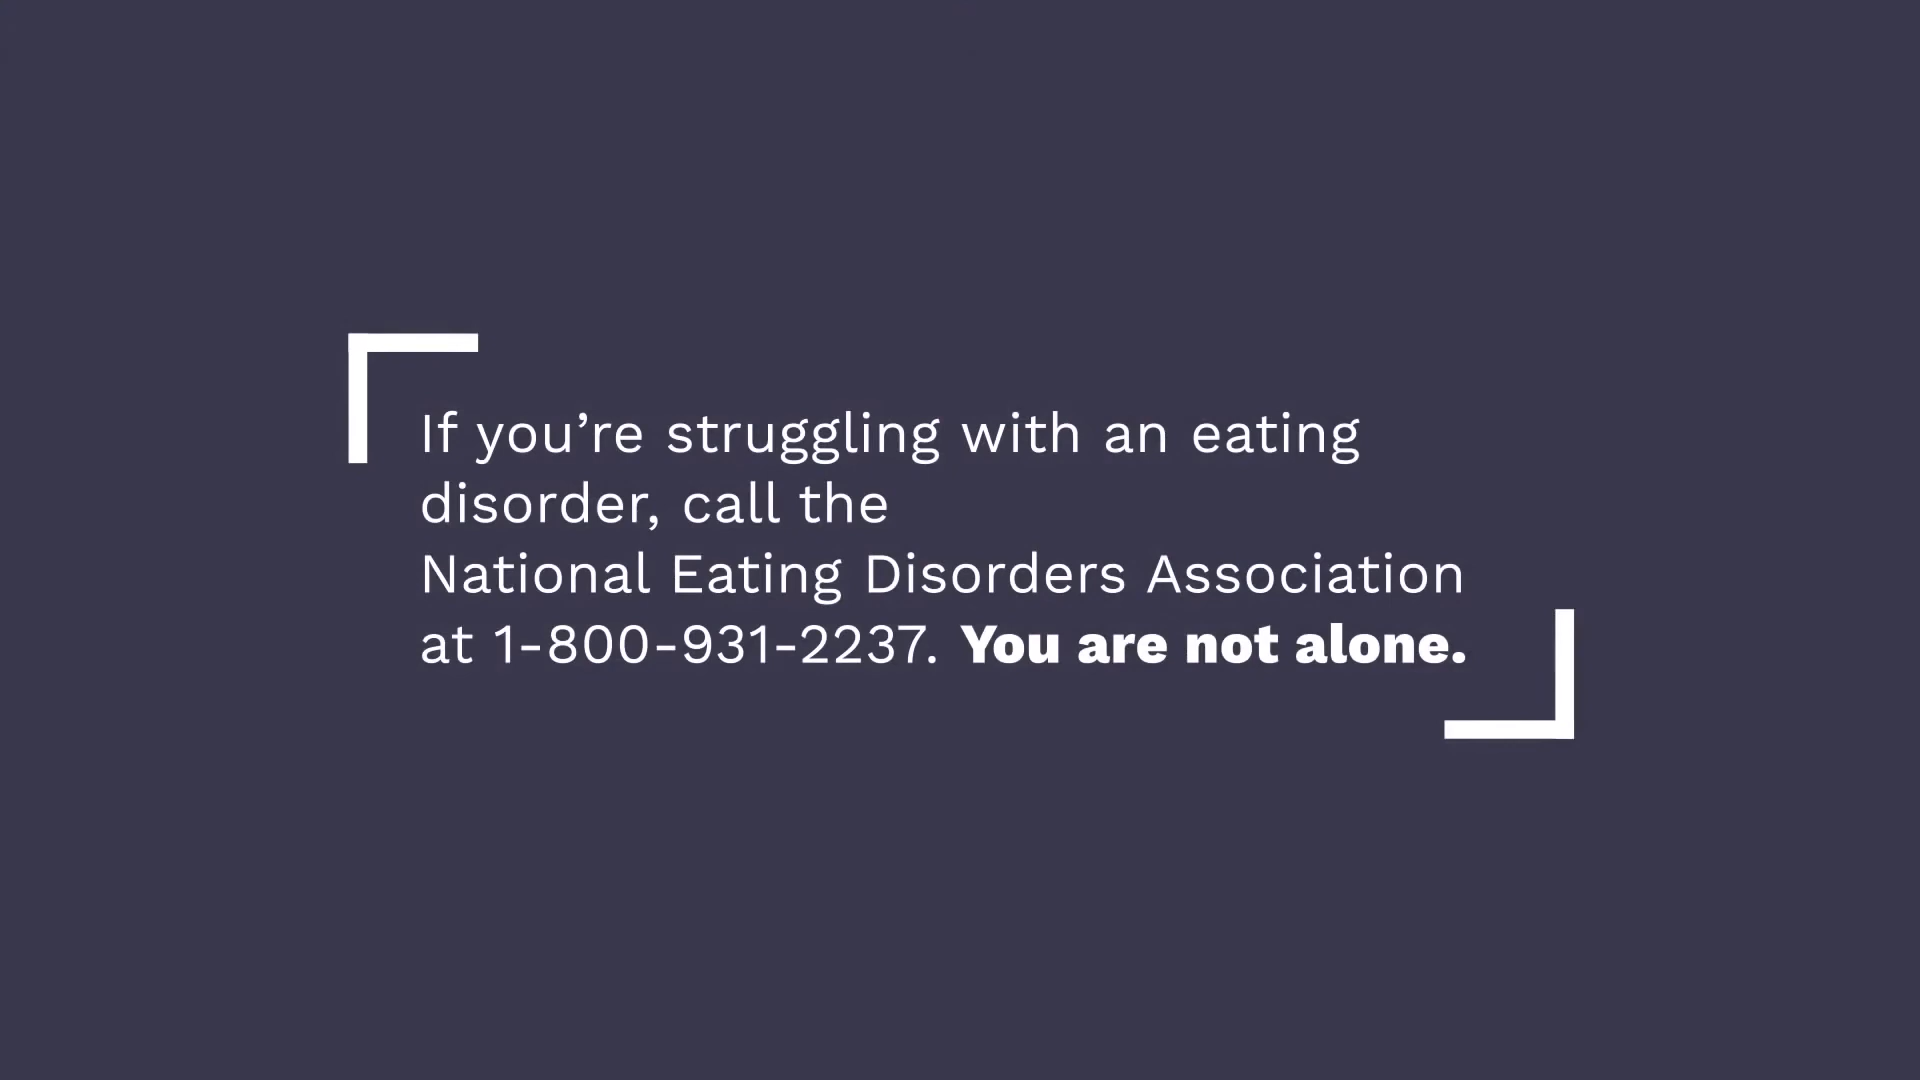 If you’re struggling with an eating
disorder, call the
National Eating Disorders Association
at 1-800-931-2237. You are not alone.